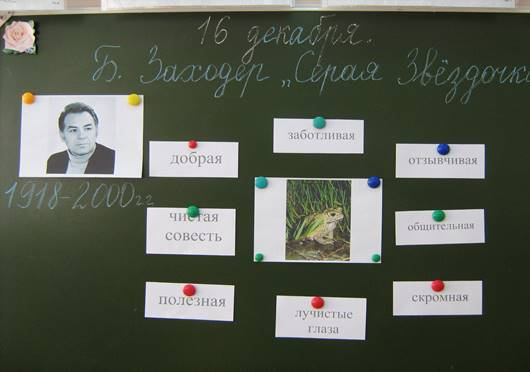 16 декабря.
Б. Заходер „Серая Звёздочка
1918-2000гг
добрая
заботливая
отзывчивая
чистая
совесть
общительная
полезная
лучистые
глаза
скромная